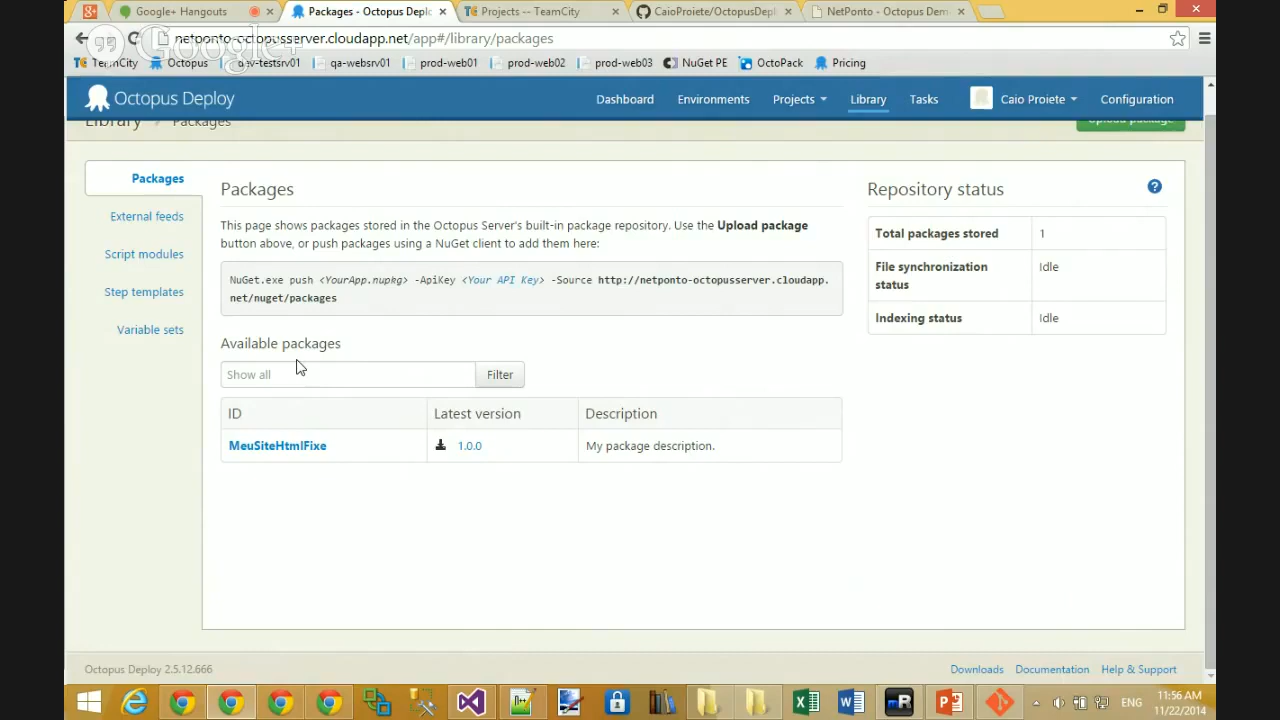 Google+ Hangouts
Packages - Octopus Deplo
Projects -- TeamCity
CaioProiete/OctopusDepl
NetPonto - Octopus Dem
Google+
netponto-octopusserver.cloudapp.net/app#/library/packages
TeamCity
Octopus
dev-testsrv01
qa-websrv01
prod-web01
prod-web02
prod-web03
NuGet PE
OctoPack
Pricing
Octopus Deploy
Dashboard
Environments
Projects
Library
Tasks
Caio Proiete
Configuration
Library / Packages
Upload package
Packages
External feeds
Script modules
Step templates
Variable sets
Packages
This page shows packages stored in the Octopus Server's built-in package repository. Use the Upload package
button above, or push packages using a NuGet client to add them here:
NuGet.exe push <YourApp.nupkg> -ApiKey <Your API Key> -Source http://netponto-octopusserver.cloudapp.
net/nuget/packages
Available packages
Show all
Filter
ID
Latest version
Description
MeuSiteHtmlFixe
1.0.0
My package description.
Repository status
?
Total packages stored
1
File synchronization
status
Idle
Indexing status
Idle
Octopus Deploy 2.5.12.666
Downloads
Documentation
Help & Support
ENG
11:56 AM
11/22/2014